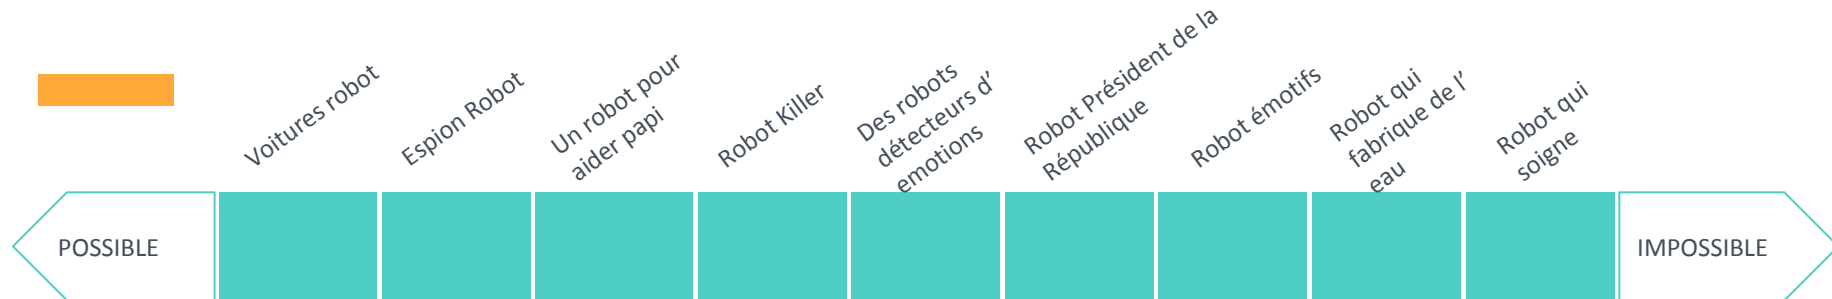 Voitures robot
Espion Robot
Un robot pour
aider papi
Robot Killer
Des robots
détecteurs d’
emotions
Robot Président de la
République
Robot émotifs
Robot qui
fabrique de l’
eau
Robot qui
soigne
POSSIBLE
IMPOSSIBLE